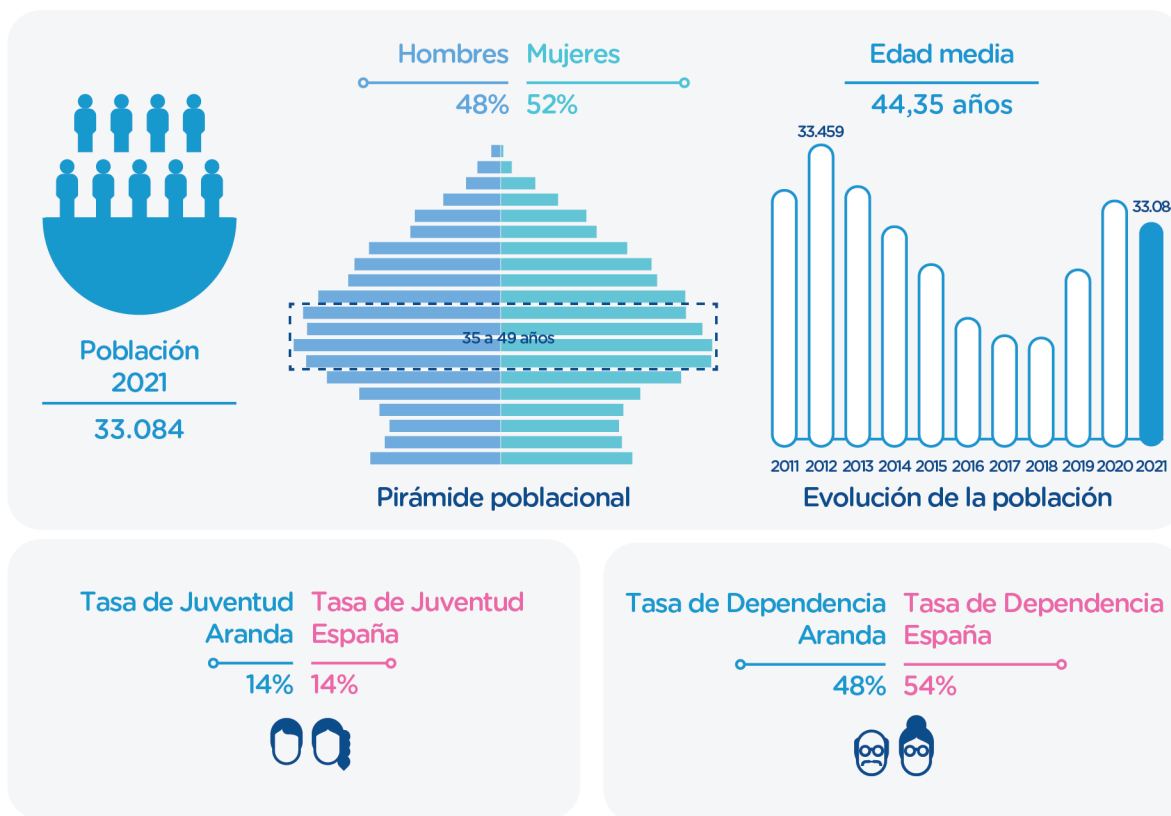 Población
2021
33.084
Hombres
48%
Mujeres
52%
35 a 49 años
Pirámide poblacional
Edad media
44,35 años
33.459
33.08
2011 2012 2013 2014 2015 2016 2017 2018 2019 2020 2021
Evolución de la población
Tasa de Juventud
Aranda
14%
Tasa de Juventud
España
14%
Tasa de Dependencia
Aranda
48%
Tasa de Dependencia
España
54%